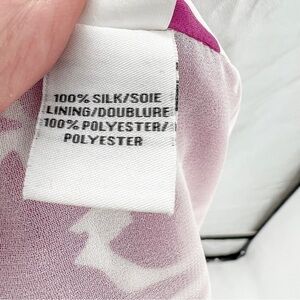 100% SILK/SOIE
LINING/DOUBLURE
100% POLYESTER/
POLYESTER